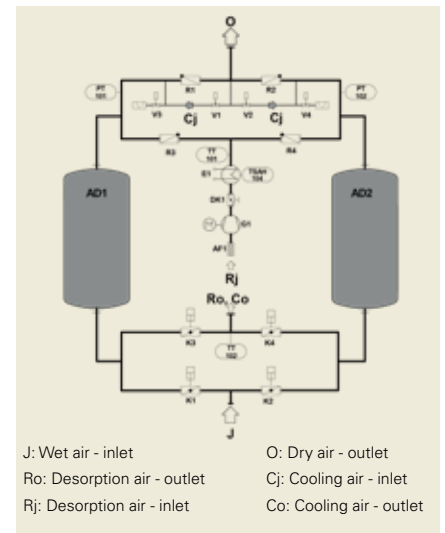 O
PT 101
R1
R2
PT 102
V3
Cj
V1
V2
Cj
V4
R3
TT 101
R4
E1
TSAH 104
DK1
G1
AF1
Rj
AD1
AD2
Ro, Co
K3
TT 102
K4
K1
K2
J
J: Wet air - inlet
O: Dry air - outlet
Ro: Desorption air - outlet
Cj: Cooling air - inlet
Rj: Desorption air - inlet
Co: Cooling air - outlet